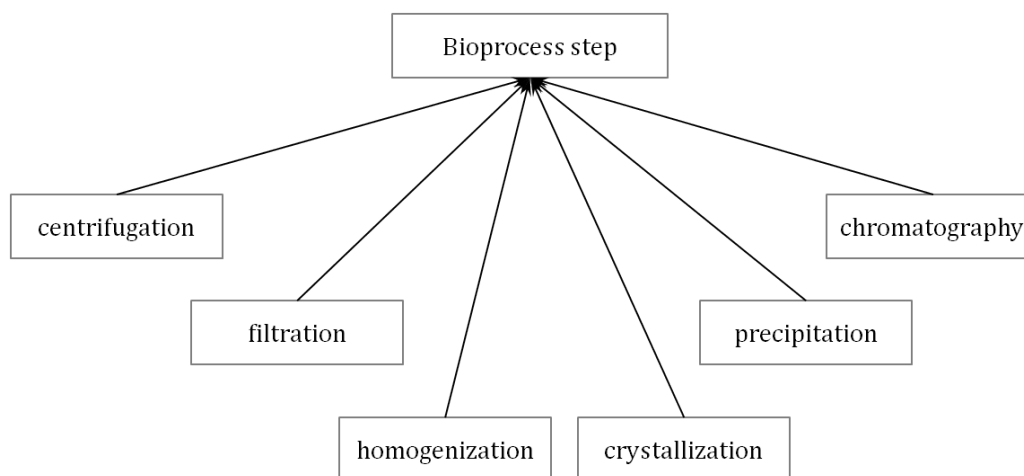 Bioprocess step
centrifugation
chromatography
filtration
precipitation
homogenization
crystallization